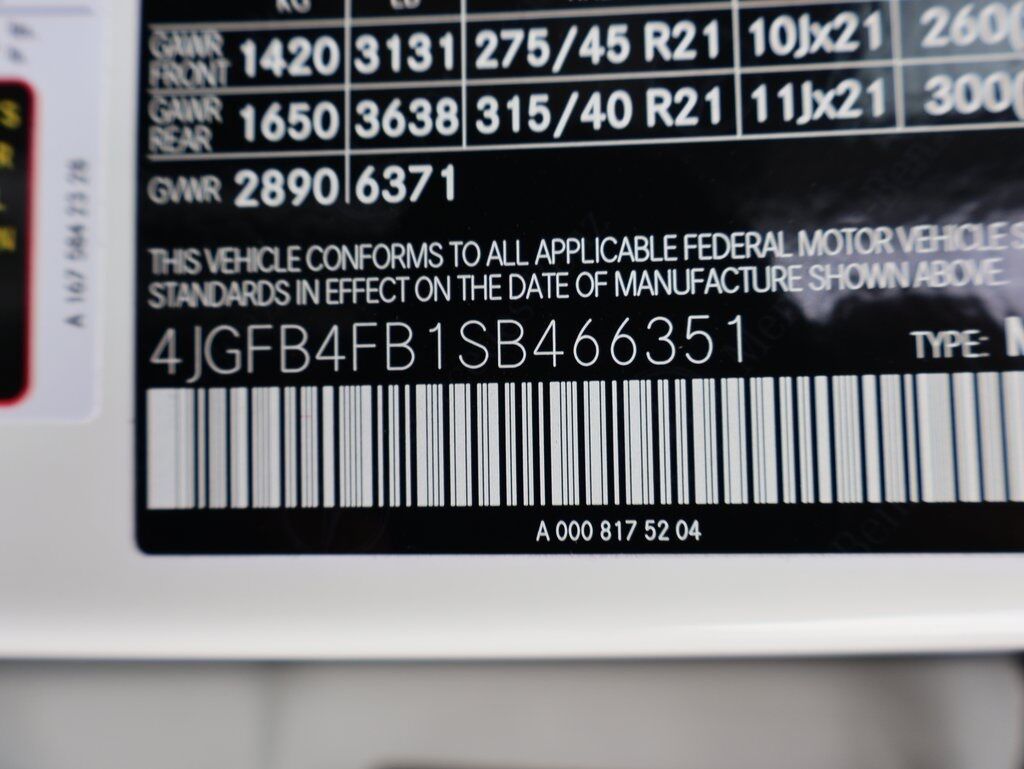 KG LB
GAWR FRONT 1420 3131 275/45 R21 10Jx21 260
GAWR REAR 1650 3638 315/40 R21 11Jx21 300
GVWR 2890 6371
THIS VEHICLE CONFORMS TO ALL APPLICABLE FEDERAL MOTOR VEHICLE S
STANDARDS IN EFFECT ON THE DATE OF MANUFACTURE SHOWN ABOVE.
4JGFB4FB1SB466351 TYPE: M
A 000 817 52 04
A 167 584 23 28
S
R
L
N